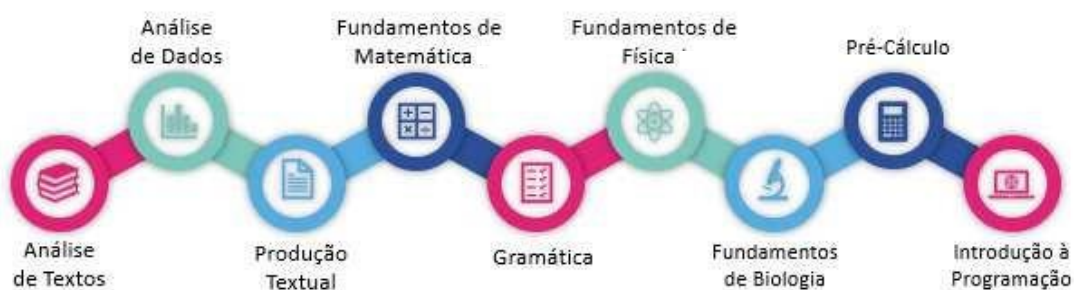 Análise
de Textos
Análise
de Dados
Produção
Textual
Fundamentos de
Matemática
Gramática
Fundamentos de
Física
Fundamentos
de Biologia
Pré-Cálculo
Introdução à
Programação